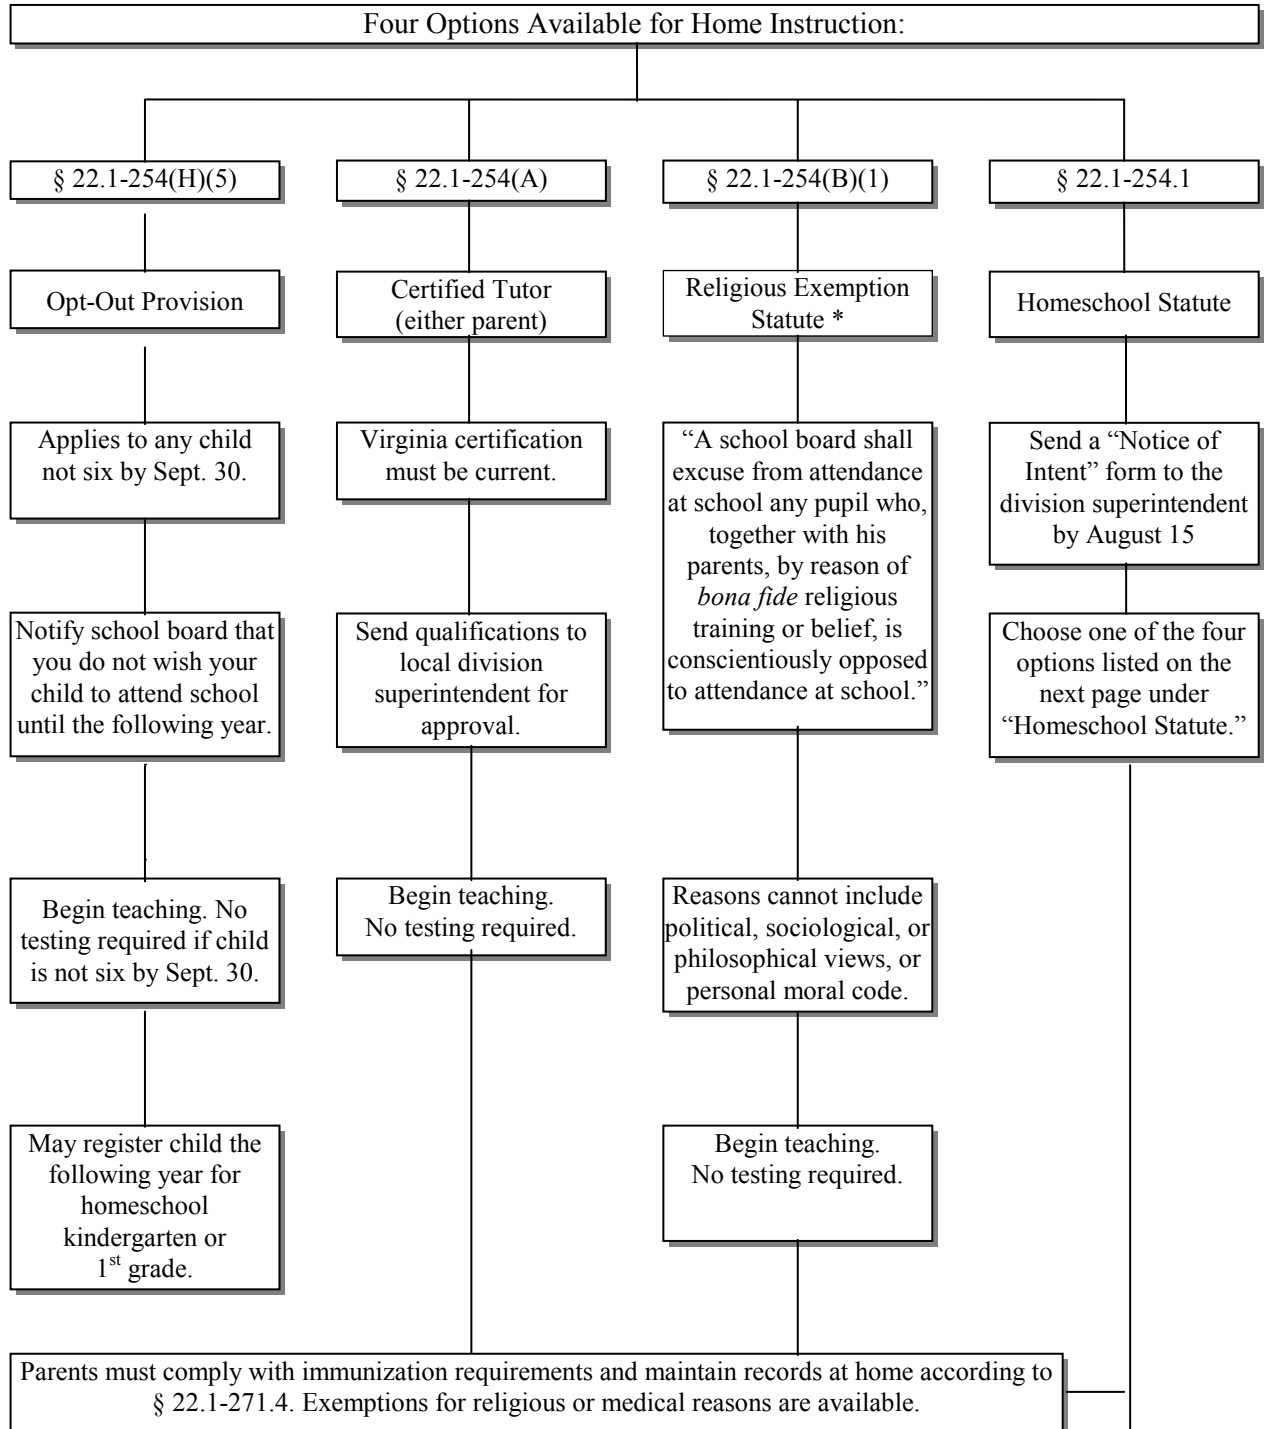 Four Options Available for Home Instruction:
§ 22.1-254(H)(5)
Opt-Out Provision
Applies to any child
not six by Sept. 30.
Notify school board that
you do not wish your
child to attend school
until the following year.
Begin teaching. No
testing required if child
is not six by Sept. 30.
May register child the
following year for
homeschool
kindergarten or
1st grade.
§ 22.1-254(A)
Certified Tutor
(either parent)
Virginia certification
must be current.
Send qualifications to
local division
superintendent for
approval.
Begin teaching.
No testing required.
§ 22.1-254(B)(1)
Religious Exemption
Statute *
“A school board shall
excuse from attendance
at school any pupil who,
together with his
parents, by reason of
bona fide religious
training or belief, is
conscientiously opposed
to attendance at school.”
Reasons cannot include
political, sociological, or
philosophical views, or
personal moral code.
Begin teaching.
No testing required.
§ 22.1-254.1
Homeschool Statute
Send a “Notice of
Intent” form to the
division superintendent
by August 15
Choose one of the four
options listed on the
next page under
“Homeschool Statute.”
Parents must comply with immunization requirements and maintain records at home according to
§ 22.1-271.4. Exemptions for religious or medical reasons are available.